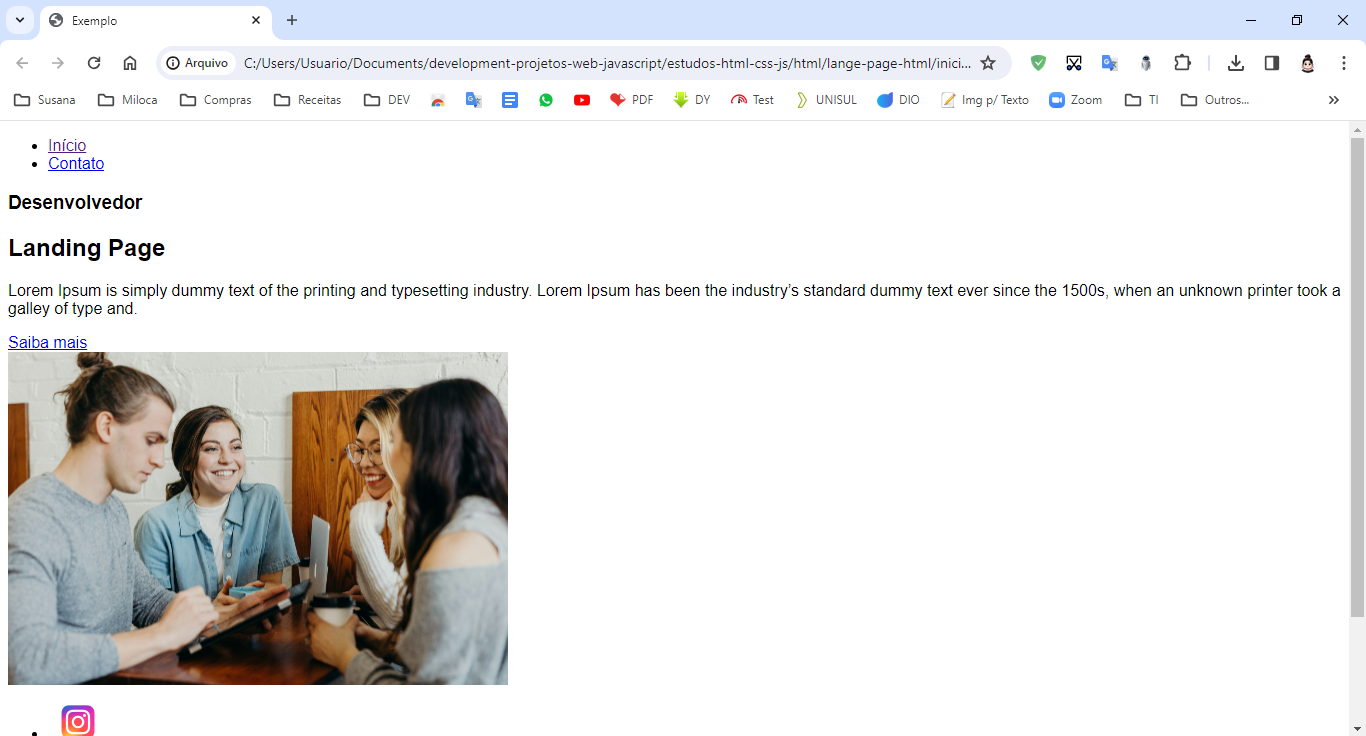 Exemplo
Arquivo C:/Users/Usuario/Documents/development-projetos-web-javascript/estudos-html-css-js/html/lange-page-html/inici...
Susana Miloca Compras Receitas DEV PDF DY Test UNISUL DIO Img p/ Texto Zoom TI Outros...
Início
Contato
Desenvolvedor
Landing Page
Lorem Ipsum is simply dummy text of the printing and typesetting industry. Lorem Ipsum has been the industry's standard dummy text ever since the 1500s, when an unknown printer took a
galley of type and.
Saiba mais